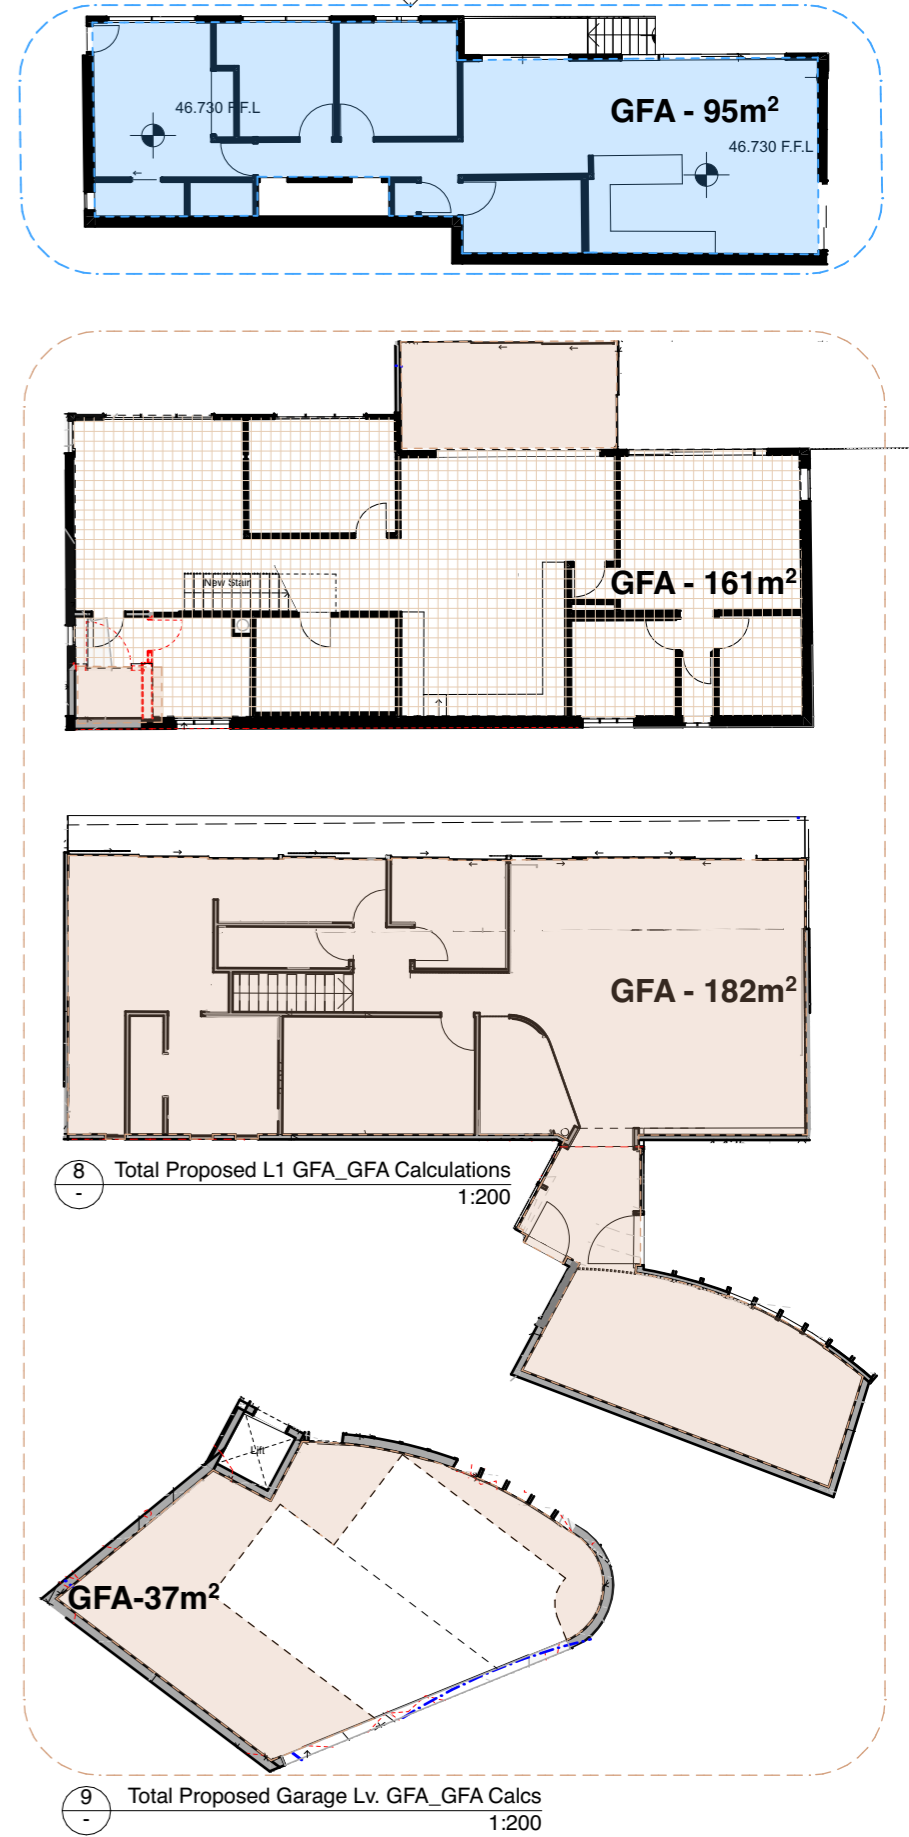 46.730 F.F.L
GFA - 95m²
46.730 F.F.L
New Stair
GFA - 161m²
GFA - 182m²
8
-
Total Proposed L1 GFA_GFA Calculations
1:200
Lift
GFA-37m²
9
-
Total Proposed Garage Lv. GFA_GFA Calcs
1:200